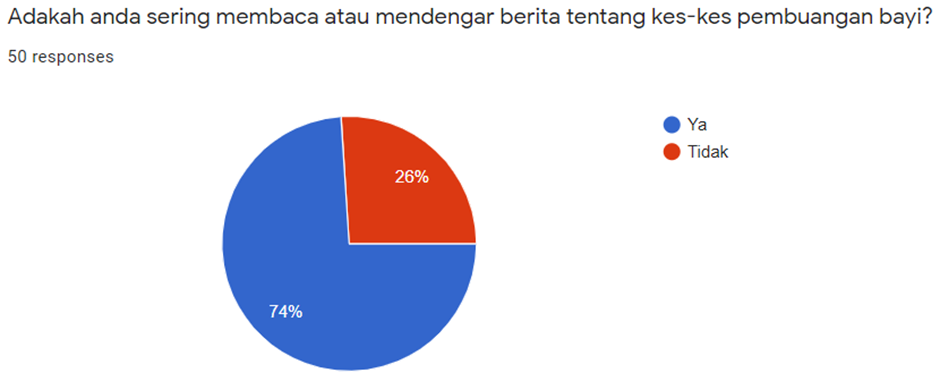 Adakah anda sering membaca atau mendengar berita tentang kes-kes pembuangan bayi?
50 responses
Ya
Tidak
26%
74%